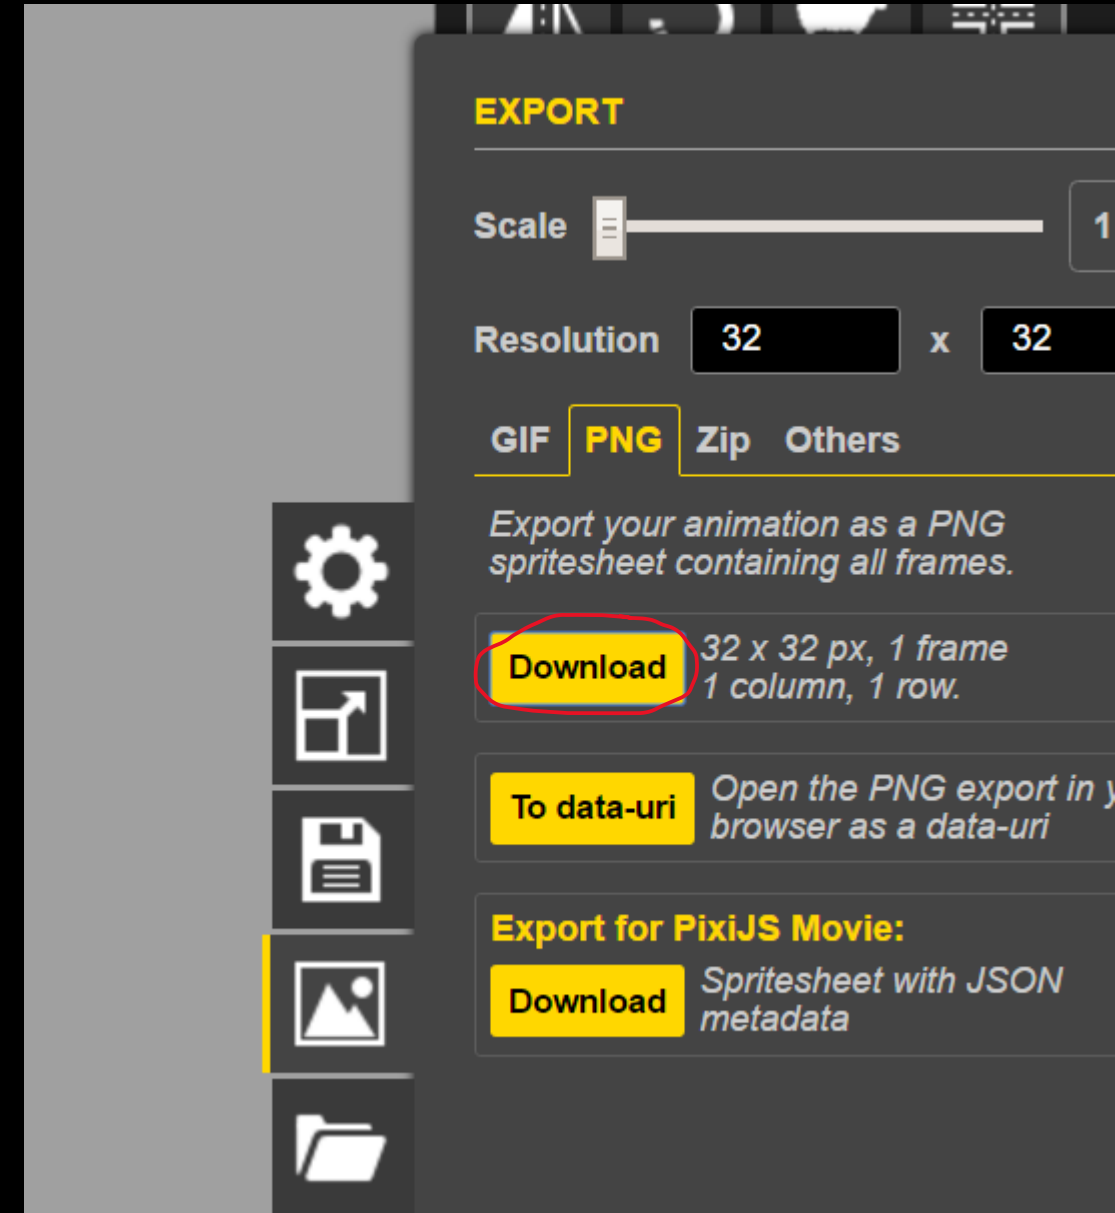 EXPORT
Scale 1
Resolution 32 x 32
GIF PNG Zip Others
Export your animation as a PNG
spritesheet containing all frames.
Download 32 x 32 px, 1 frame
1 column, 1 row.
To data-uri Open the PNG export in
browser as a data-uri
Export for PixiJS Movie:
Download Spritesheet with JSON
metadata